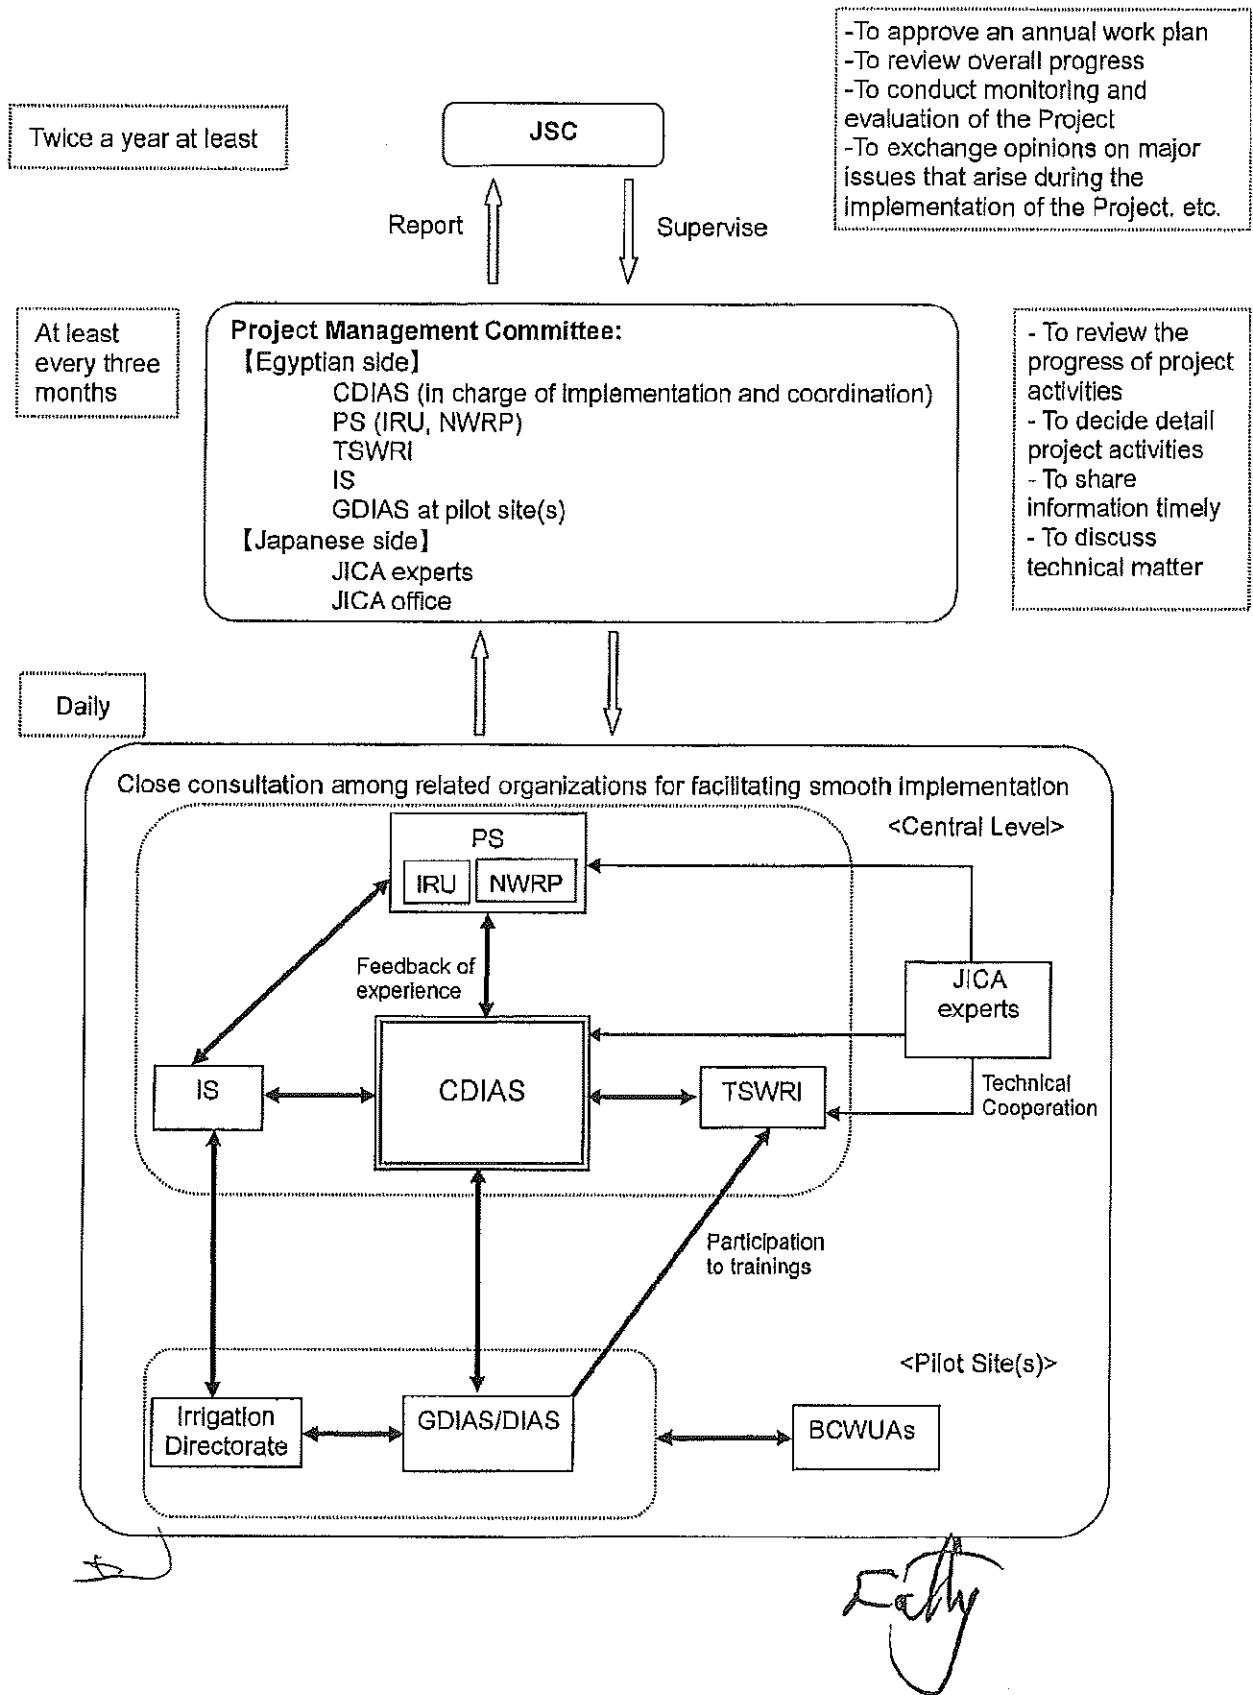 -To approve an annual work plan
-To review overall progress
-To conduct monitoring and
evaluation of the Project
-To exchange opinions on major
issues that arise during the
implementation of the Project. etc.
Twice a year at least
JSC
Report
Supervise
At least
every three
months
Project Management Committee:
【Egyptian side】
CDIAS (in charge of implementation and coordination)
PS (IRU, NWRP)
TSWRI
IS
GDIAS at pilot site(s)
【Japanese side】
JICA experts
JICA office
- To review the
progress of project
activities
- To decide detail
project activities
- To share
information timely
- To discuss
technical matter
Daily
Close consultation among related organizations for facilitating smooth implementation
<Central Level>
PS
IRU
NWRP
Feedback of
experience
JICA
experts
IS
CDIAS
TSWRI
Technical
Cooperation
Participation
to trainings
<Pilot Site(s)>
Irrigation
Directorate
GDIAS/DIAS
BCWUAs